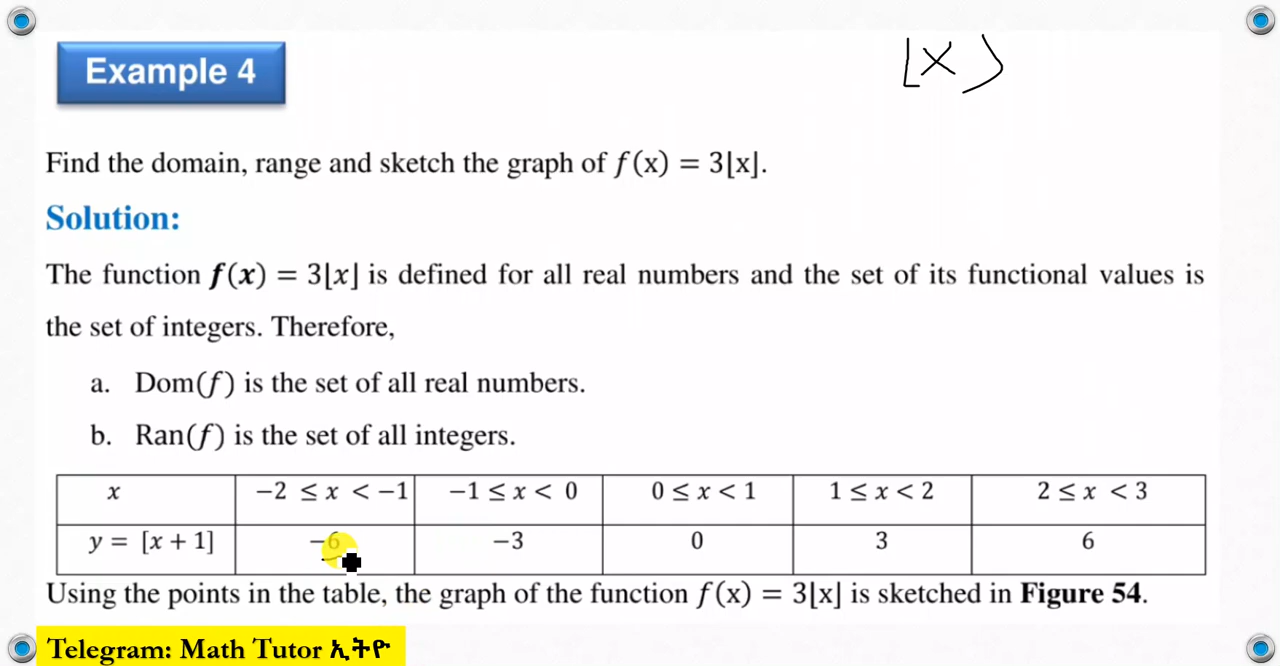 Example 4
⌊x)
Find the domain, range and sketch the graph of f(x) = 3⌊x⌋.
Solution:
The function f(x) = 3⌊x⌋ is defined for all real numbers and the set of its functional values is
the set of integers. Therefore,
a. Dom(f) is the set of all real numbers.
b. Ran(f) is the set of all integers.
x −2 ≤ x < −1 −1 ≤ x < 0 0 ≤ x < 1 1 ≤ x < 2 2 ≤ x < 3
y = [x + 1] −6 −3 0 3 6
Using the points in the table, the graph of the function f(x) = 3⌊x⌋ is sketched in Figure 54.
Telegram: Math Tutor ኢትዮ